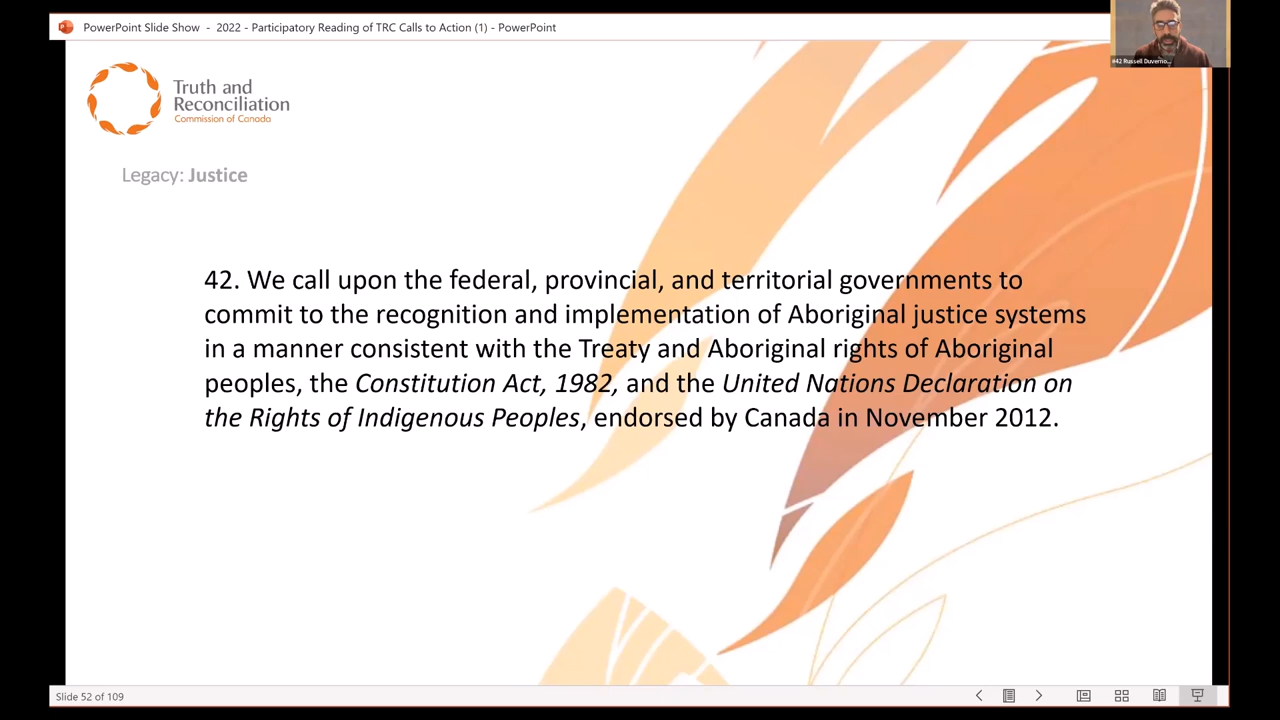 PowerPoint Slide Show - 2022 - Participatory Reading of TRC Calls to Action (1) - PowerPoint
#42 Russell Duverno...
Truth and
Reconciliation
Commission of Canada
Legacy: Justice
42. We call upon the federal, provincial, and territorial governments to
commit to the recognition and implementation of Aboriginal justice systems
in a manner consistent with the Treaty and Aboriginal rights of Aboriginal
peoples, the Constitution Act, 1982, and the United Nations Declaration on
the Rights of Indigenous Peoples, endorsed by Canada in November 2012.
Slide 52 of 109